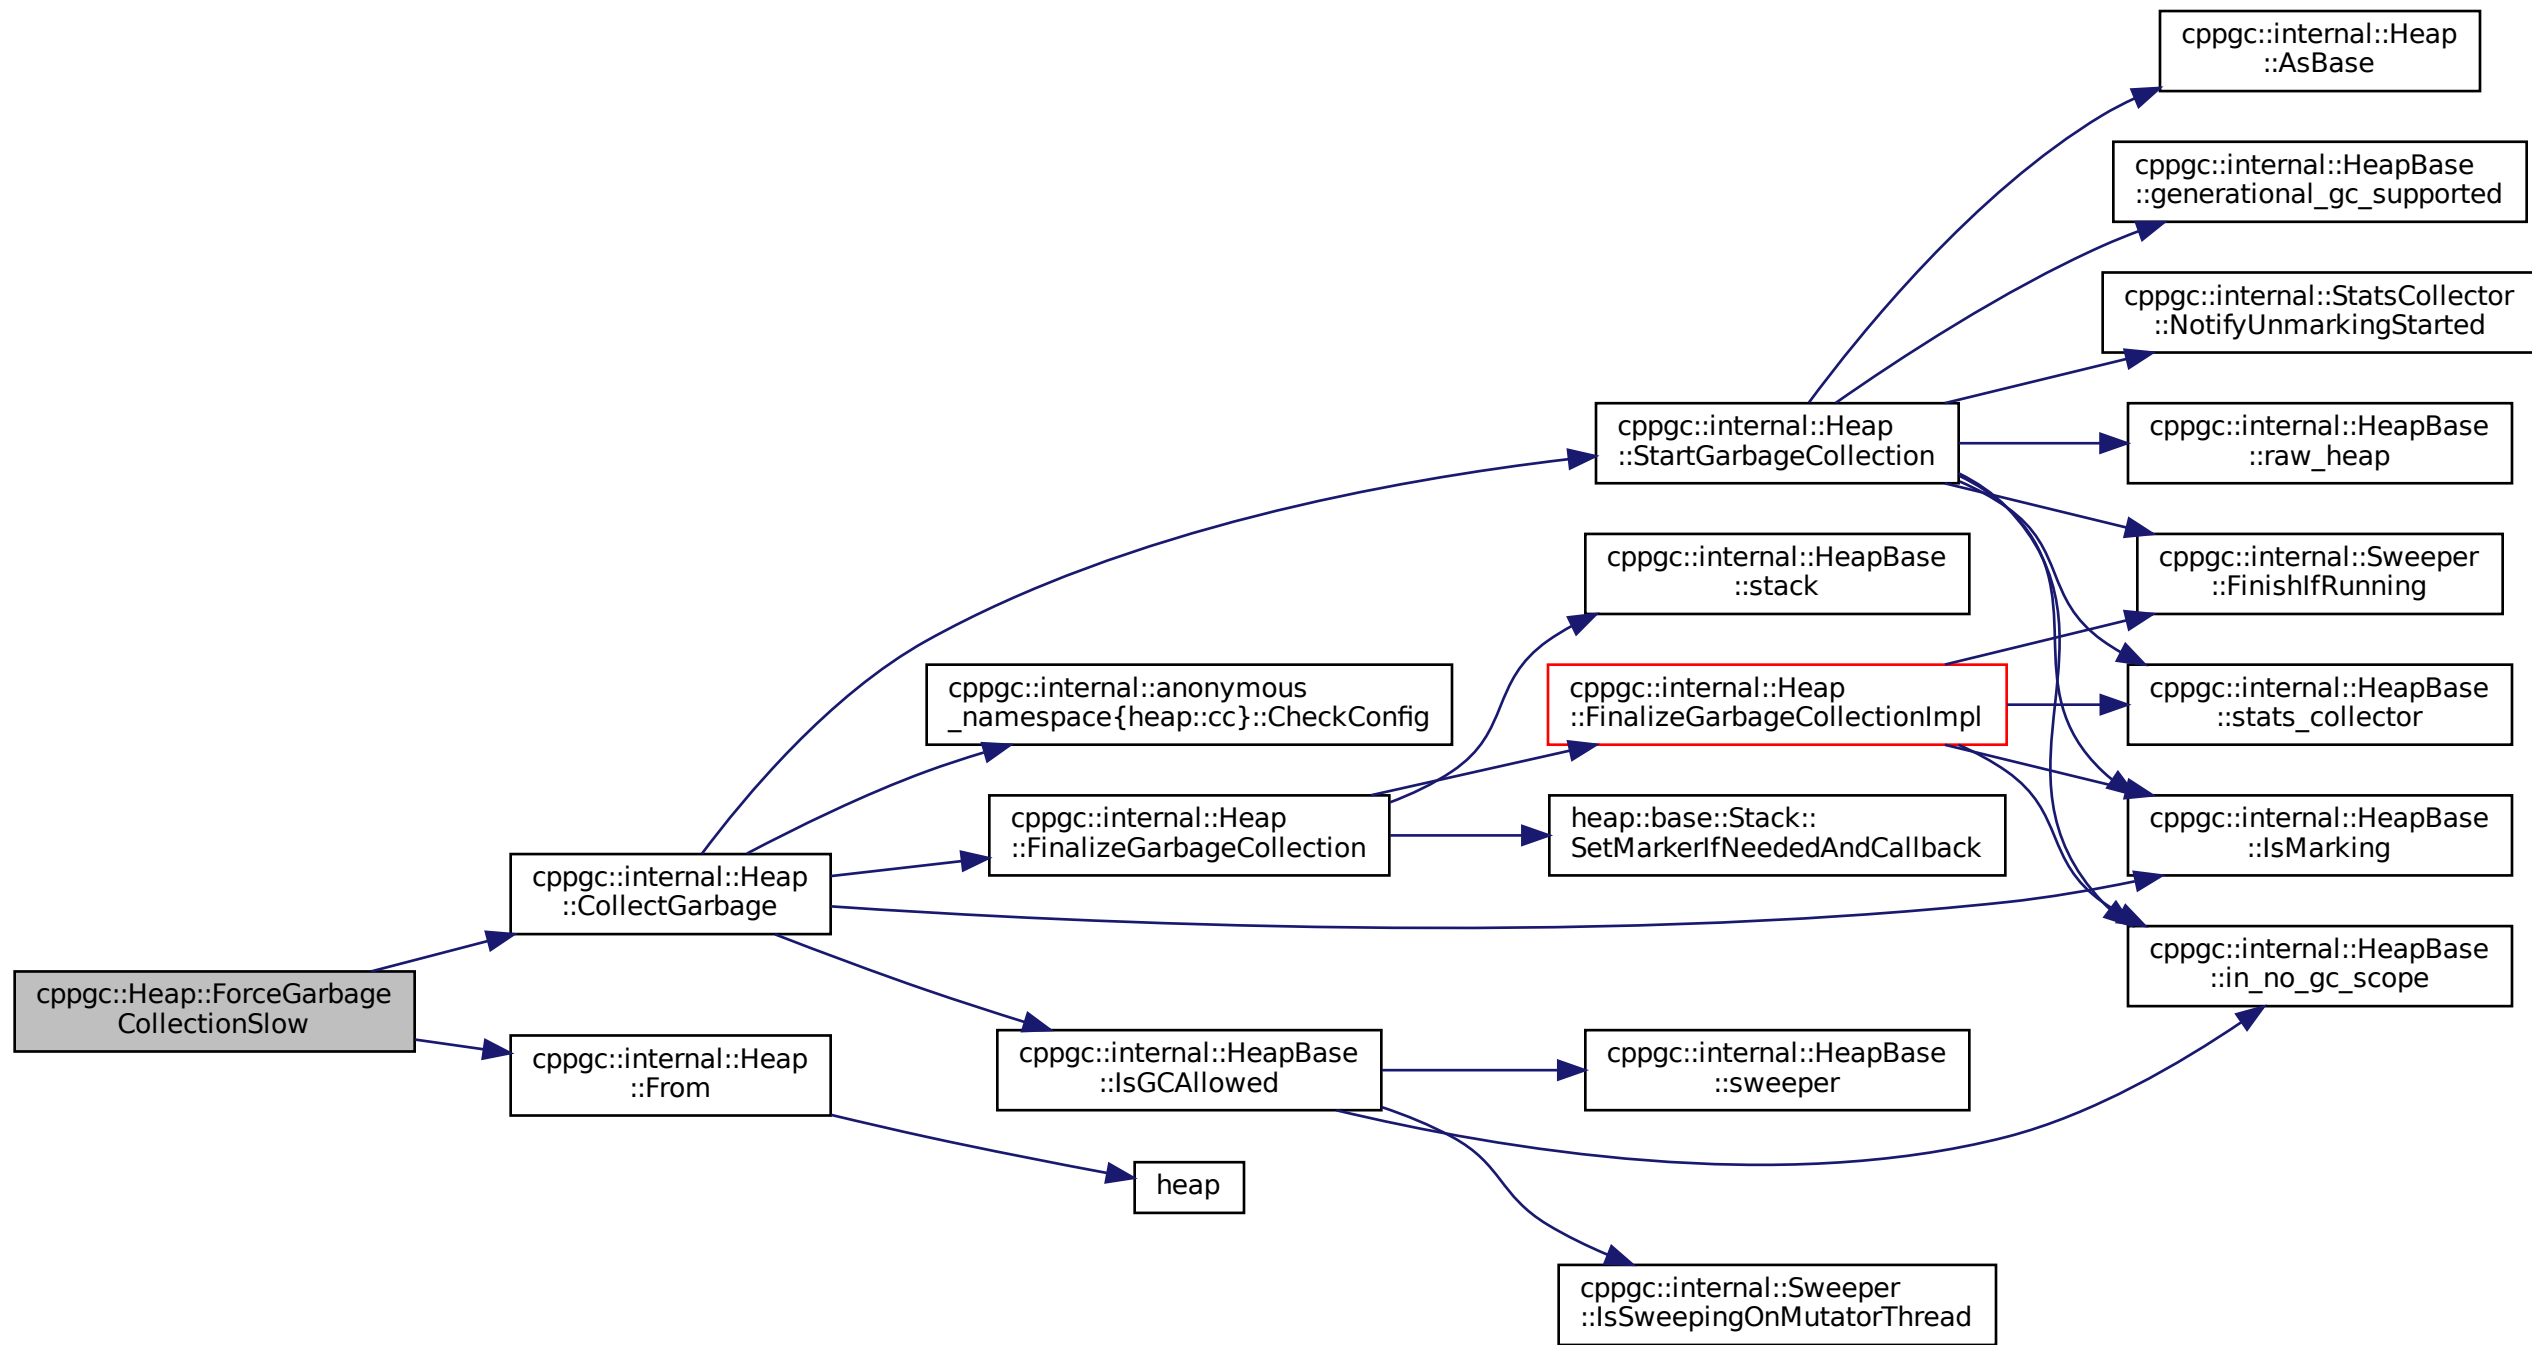 cppgc::Heap::ForceGarbage
CollectionSlow
cppgc::internal::Heap
::CollectGarbage
cppgc::internal::Heap
::From
cppgc::internal::anonymous
_namespace{heap::cc}::CheckConfig
cppgc::internal::Heap
::FinalizeGarbageCollection
cppgc::internal::HeapBase
::IsGCAllowed
heap
cppgc::internal::Heap
::StartGarbageCollection
cppgc::internal::HeapBase
::stack
cppgc::internal::Heap
::FinalizeGarbageCollectionImpl
heap::base::Stack::
SetMarkerIfNeededAndCallback
cppgc::internal::HeapBase
::sweeper
cppgc::internal::Sweeper
::IsSweepingOnMutatorThread
cppgc::internal::Heap
::AsBase
cppgc::internal::HeapBase
::generational_gc_supported
cppgc::internal::StatsCollector
::NotifyUnmarkingStarted
cppgc::internal::HeapBase
::raw_heap
cppgc::internal::Sweeper
::FinishIfRunning
cppgc::internal::HeapBase
::stats_collector
cppgc::internal::HeapBase
::IsMarking
cppgc::internal::HeapBase
::in_no_gc_scope